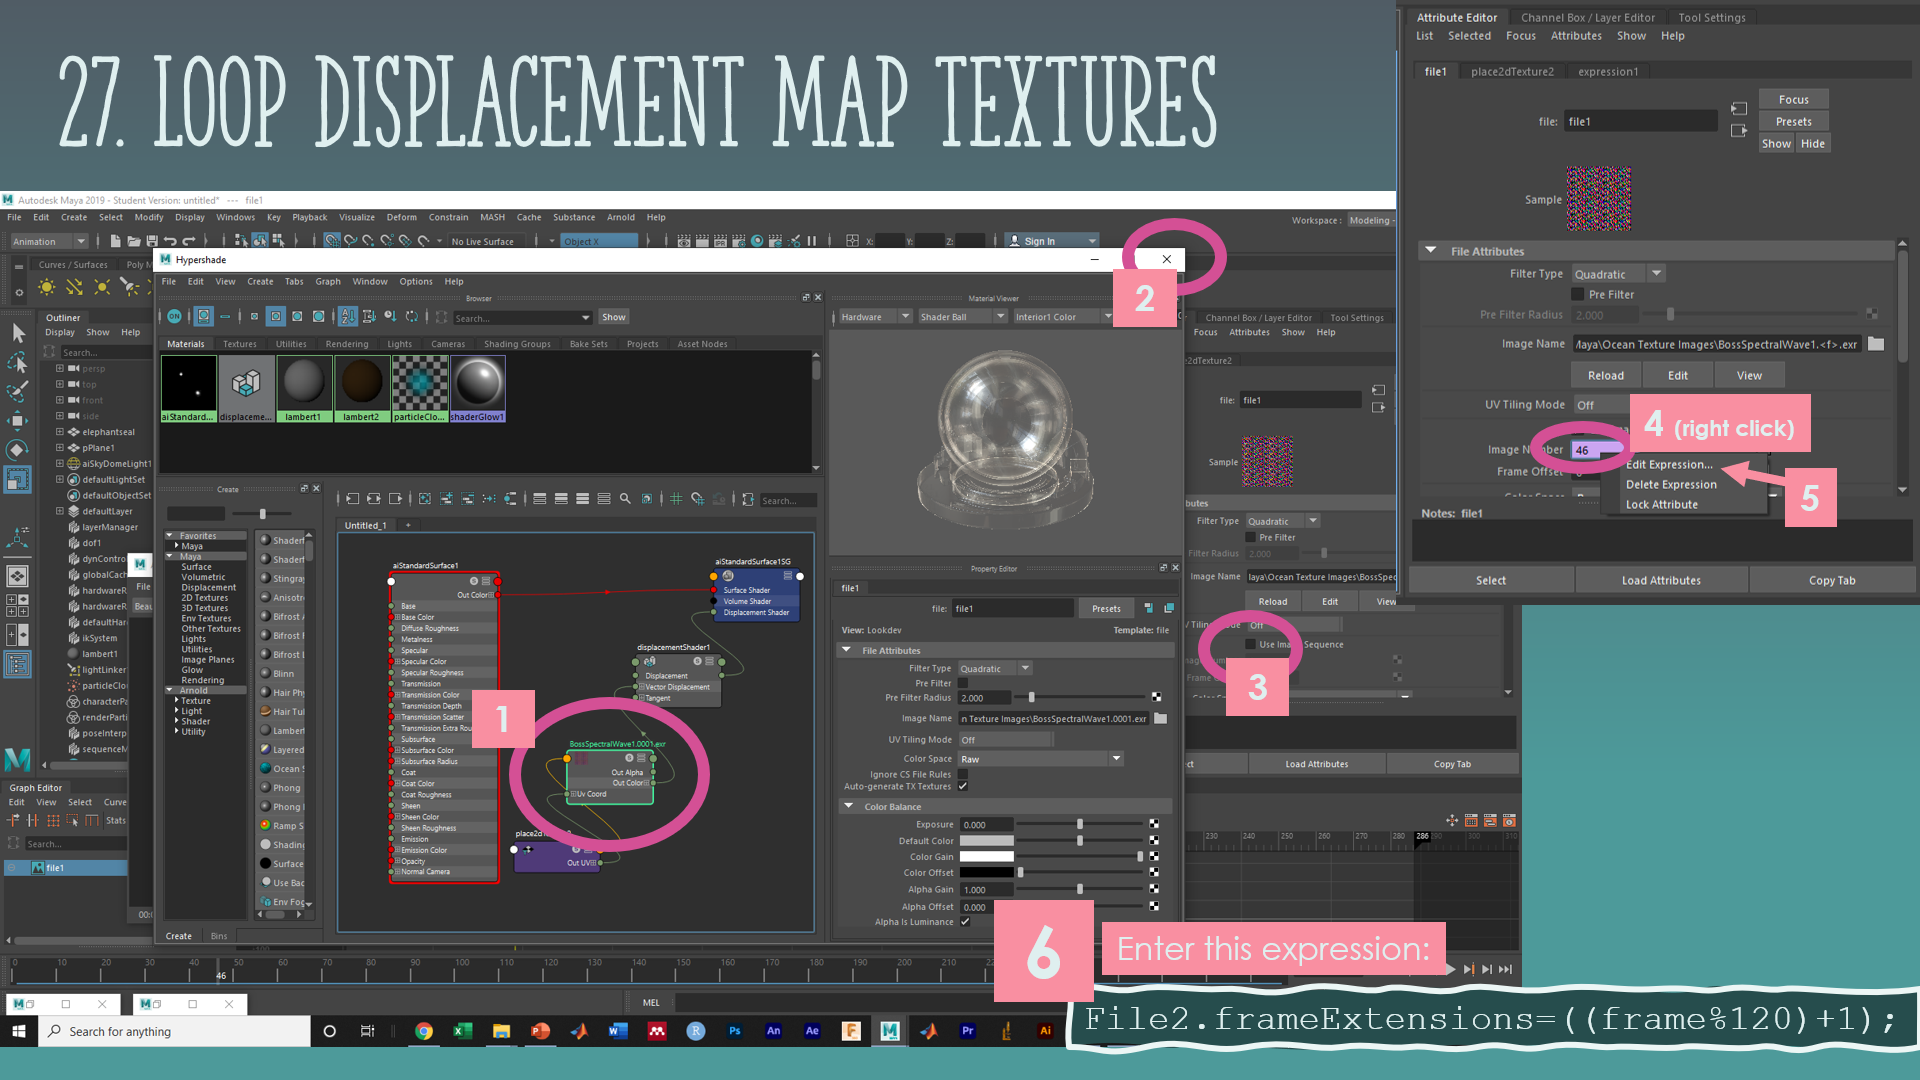 27. LOOP DISPLACEMENT MAP TEXTURES
Autodesk Maya 2019 - Student Version: untitled* --- file1
File Edit Create Select Modify Display Windows Key Playback Visualize Deform Constrain MASH Cache Substance Arnold Help
Workspace : Modeling
Animation
No Live Surface
Object X
X: Y: Z:
Sign In
Curves / Surfaces Poly M
Outliner
Display Show Help
Search...
persp
top
front
side
elephantseal
pPlane1
aiSkyDomeLight1
defaultLightSet
defaultObjectSet
defaultLayer
layerManager
dof1
dynContro
globalCach
hardwareR
hardwareR
defaultHar
ikSystem
lambert1
lightLinker
particleClou
characterPa
renderParti
poseInterp
sequenceM
Graph Editor
Edit View Select Curve
Stats
Search...
file1
File
Beau
00:0
Hypershade
File Edit View Create Tabs Graph Window Options Help
Browser
ON
Search...
Show
Materials Textures Utilities Rendering Lights Cameras Shading Groups Bake Sets Projects Asset Nodes
aiStandard... displaceme... lambert1 lambert2 particleClo... shaderGlow1
Material Viewer
Hardware Shader Ball Interior1 Color
Create
Favorites
Maya
Maya
Surface
Volumetric
Displacement
2D Textures
3D Textures
Env Textures
Other Textures
Lights
Utilities
Image Planes
Glow
Rendering
Arnold
Texture
Light
Shader
Utility
Shaderf
Shaderf
Stingray
Anisotro
Bifrost A
Bifrost F
Bifrost L
Blinn
Hair Phy
Hair Tul
Lambert
Layered
Ocean S
Phong
Phong E
Ramp S
Shading
Surface
Use Bac
Env Fog
Create Bins
Search...
Untitled_1 +
aiStandardSurface1
Out Color
Base
Base Color
Diffuse Roughness
Metalness
Specular
Specular Color
Specular Roughness
Transmission
Transmission Color
Transmission Depth
Transmission Scatter
Transmission Extra Rou
Subsurface
Subsurface Color
Subsurface Radius
Coat
Coat Color
Coat Roughness
Sheen
Sheen Color
Sheen Roughness
Emission
Emission Color
Opacity
Normal Camera
aiStandardSurface1SG
Surface Shader
Volume Shader
Displacement Shader
displacementShader1
Displacement
Vector Displacement
Tangent
BossSpectralWave1.0001.exr
Out Alpha
Out Color
Uv Coord
place2d
Out UV
1
2
Property Editor
file1
file: file1 Presets
View: Lookdev Template: file
File Attributes
Filter Type Quadratic
Pre Filter
Pre Filter Radius 2.000
Image Name n Texture Images\BossSpectralWave1.0001.exr
UV Tiling Mode Off
Color Space Raw
Ignore CS File Rules
Auto-generate TX Textures
Color Balance
Exposure 0.000
Default Color
Color Gain
Color Offset
Alpha Gain 1.000
Alpha Offset 0.000
Alpha Is Luminance
Channel Box / Layer Editor Tool Settings
Focus Attributes Show Help
e2dTexture2
file: file1
Sample
butes
Filter Type Quadratic
Pre Filter
Filter Radius 2.000
Image Name laya\Ocean Texture Images\BossSpec
Reload Edit View
Off
Use Ima Sequence
3
ct Load Attributes Copy Tab
230 240 250 260 270 280 286 300 310
Attribute Editor Channel Box / Layer Editor Tool Settings
List Selected Focus Attributes Show Help
file1 place2dTexture2 expression1
file: file1
Focus
Presets
Show Hide
Sample
File Attributes
Filter Type Quadratic
Pre Filter
Pre Filter Radius 2.000
Image Name /laya\Ocean Texture Images\BossSpectralWave1.<f>.exr
Reload Edit View
UV Tiling Mode Off
4 (right click)
Image Number 46
Frame Offset
Edit Expression...
Delete Expression
Lock Attribute
5
Notes: file1
Select Load Attributes Copy Tab
6
Enter this expression:
File2.frameExtensions=((frame%120)+1);
0 10 20 30 40 46 50 60 70 80 90 100 110 120 130 140 150 160 170 180 190 200 210
MEL
Search for anything